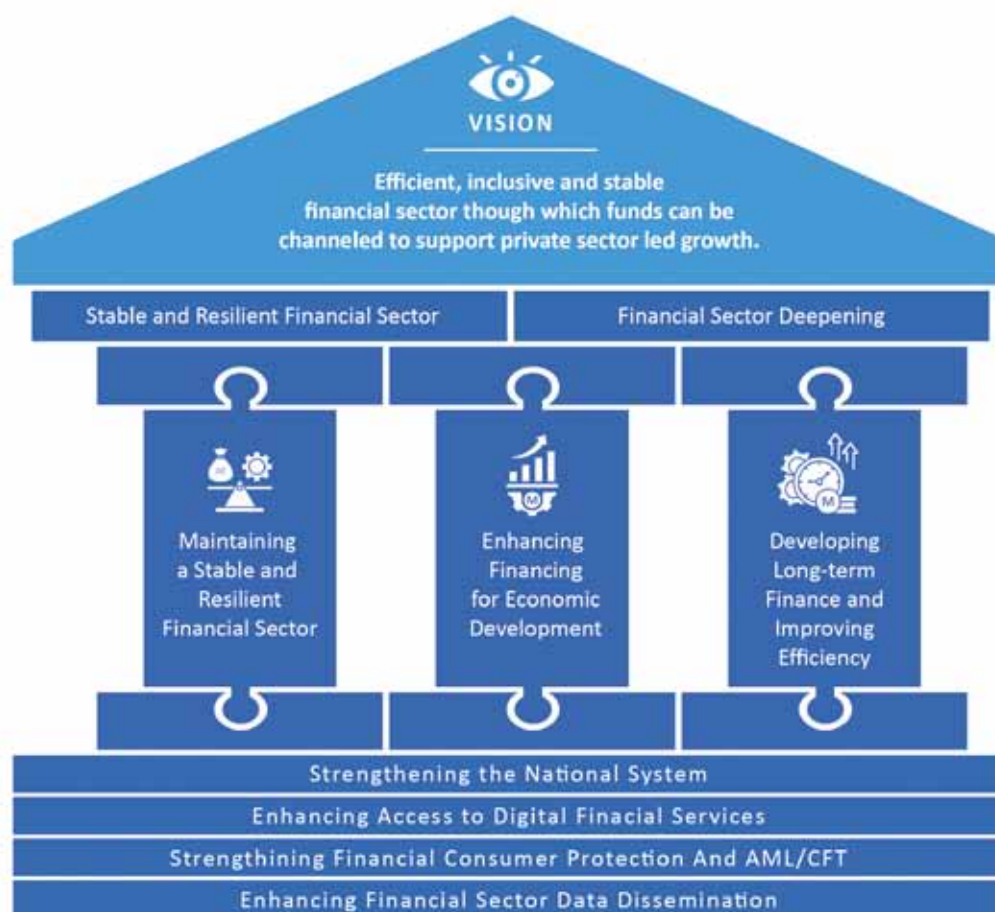 VISION
Efficient, inclusive and stable
financial sector though which funds can be
channeled to support private sector led growth.
Stable and Resilient Financial Sector
Financial Sector Deepening
Maintaining
a Stable and
Resilient
Financial Sector
Enhancing
Financing
for Economic
Development
M
Developing
Long-term
Finance and
Improving
Efficiency
M
Strengthening the National System
Enhancing Access to Digital Finacial Services
Strengthining Financial Consumer Protection And AML/CFT
Enhancing Financial Sector Data Dissemination